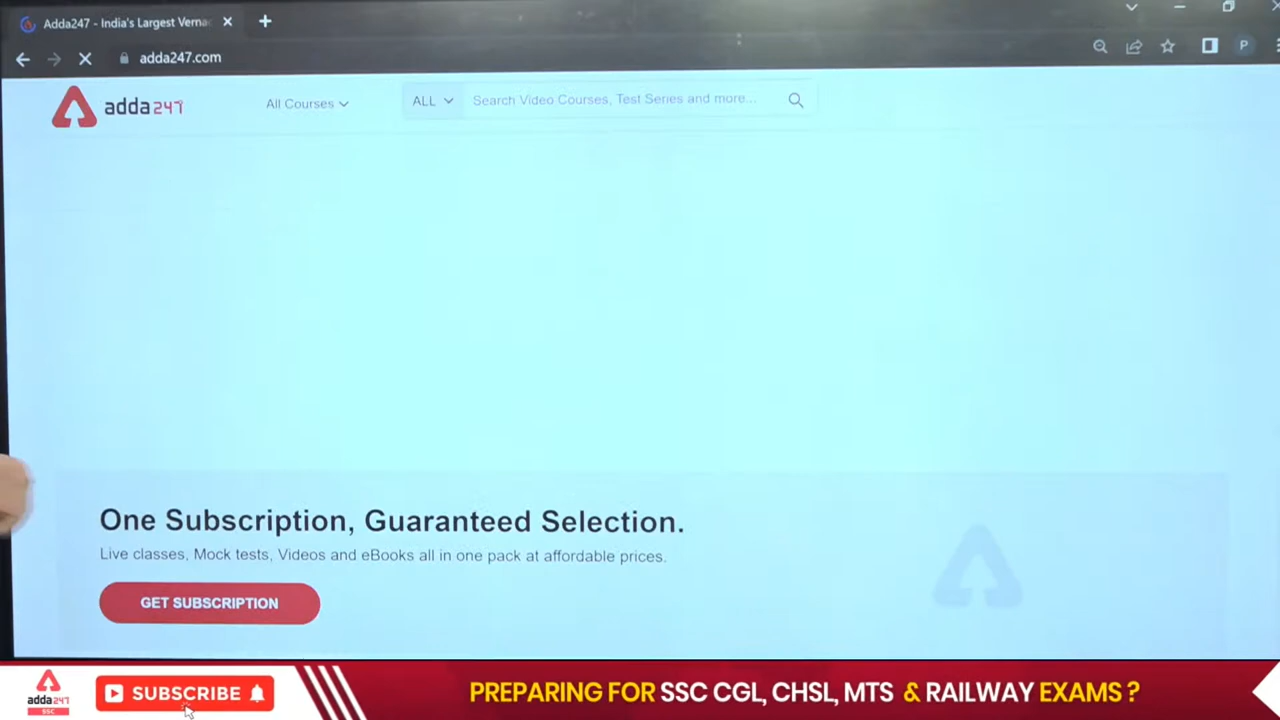 Adda247 - India's Largest Verna
adda247.com
P
adda247
All Courses
ALL
Search Video Courses, Test Series and more...
One Subscription, Guaranteed Selection.
Live classes, Mock tests, Videos and eBooks all in one pack at affordable prices.
GET SUBSCRIPTION
adda247
SSC
SUBSCRIBE
PREPARING FOR SSC CGL, CHSL, MTS & RAILWAY EXAMS ?